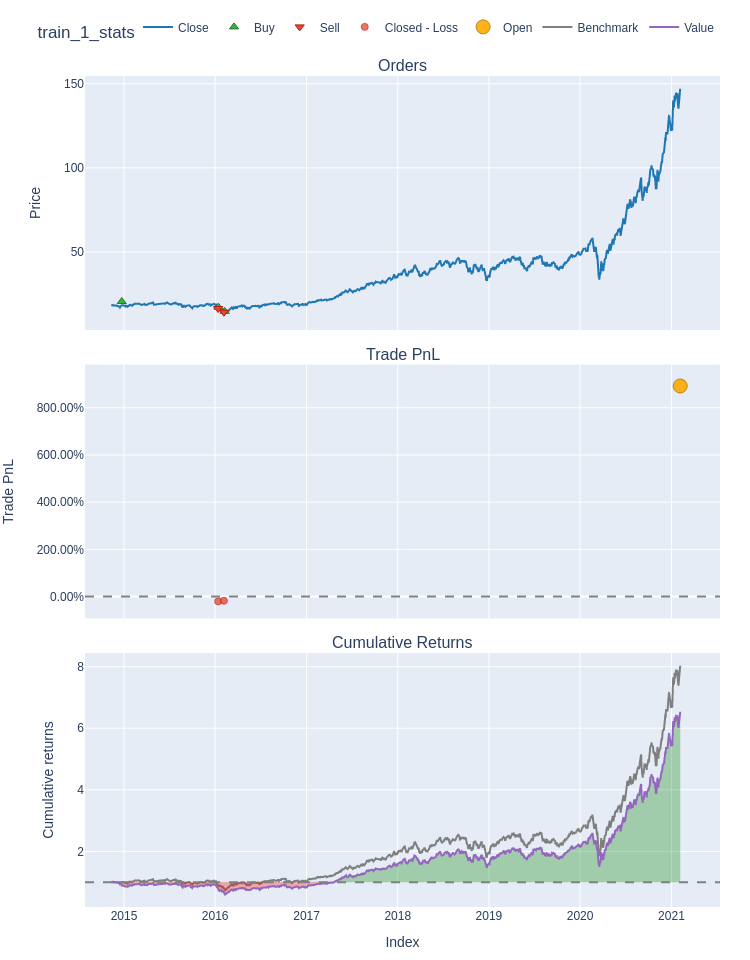 train_1_stats
Close
Buy
Sell
Closed - Loss
Open
Benchmark
Value
Orders
150
100
50
Price
Trade PnL
800.00%
600.00%
400.00%
200.00%
0.00%
Trade PnL
Cumulative Returns
8
6
4
2
Cumulative returns
2015 2016 2017 2018 2019 2020 2021
Index